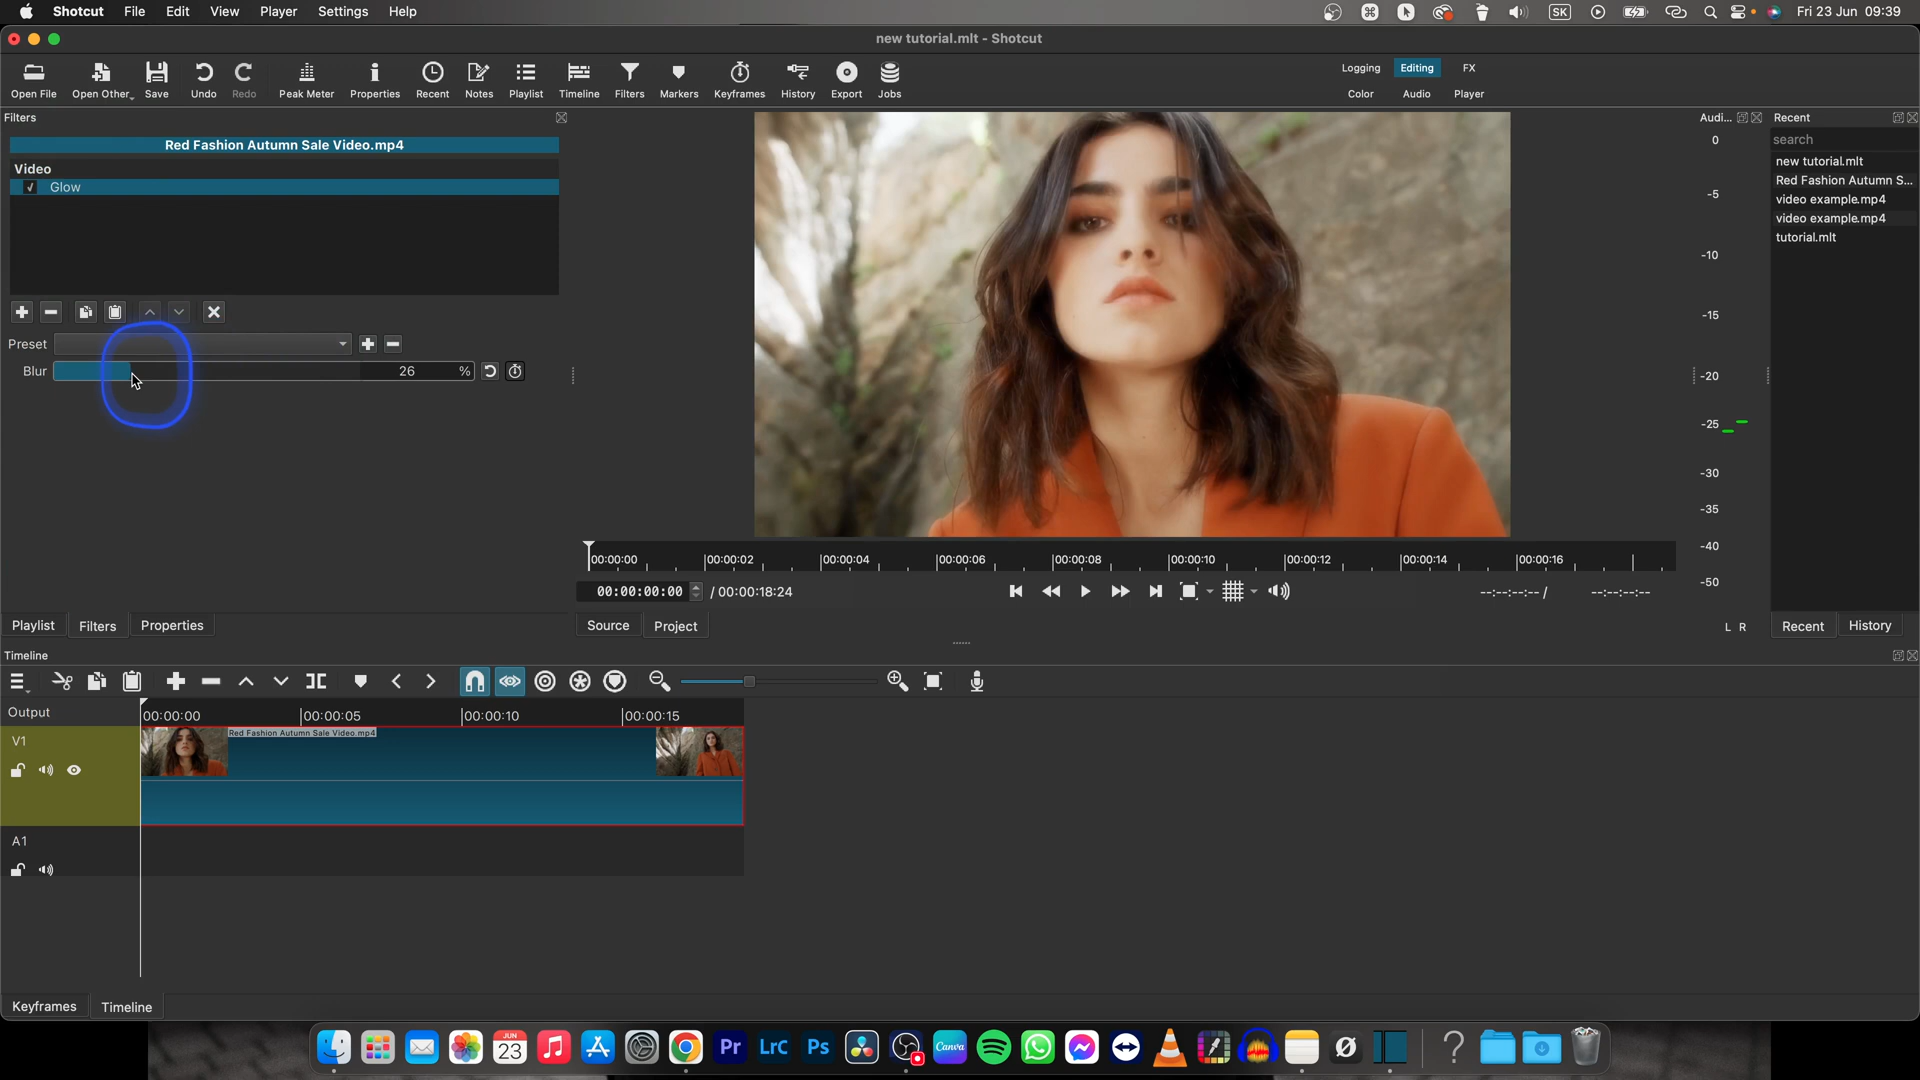 Shotcut File Edit View Player Settings Help
SK Fri 23 Jun 09:39
new tutorial.mlt - Shotcut
Open File Open Other Save Undo Redo Peak Meter Properties Recent Notes Playlist Timeline Filters Markers Keyframes History Export Jobs
Logging Editing FX
Color Audio Player
Filters
Red Fashion Autumn Sale Video.mp4
Video
Glow
Preset
Blur 26 %
Audi...
0
-5
-10
-15
-20
-25
-30
-35
-40
-50
L R
Recent
search
new tutorial.mlt
Red Fashion Autumn S...
video example.mp4
video example.mp4
tutorial.mlt
00:00:00 00:00:02 00:00:04 00:00:06 00:00:08 00:00:10 00:00:12 00:00:14 00:00:16
00:00:00:00 / 00:00:18:24
--:--:--:-- / --:--:--:--
Playlist Filters Properties
Source Project
Recent History
Timeline
Output
00:00:00 00:00:05 00:00:10 00:00:15
V1
Red Fashion Autumn Sale Video.mp4
A1
Keyframes Timeline
JUN
23
Pr LrC Ps Canva